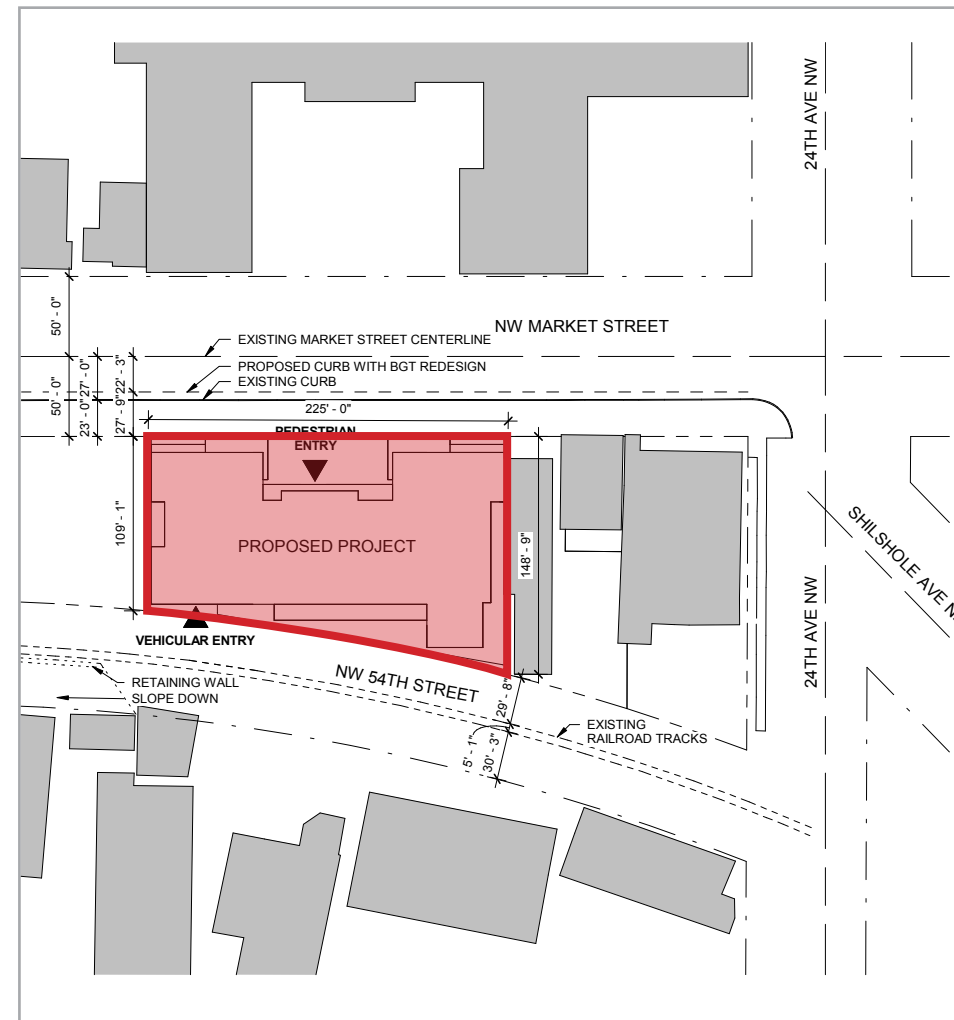 24TH AVE NW
NW MARKET STREET
EXISTING MARKET STREET CENTERLINE
PROPOSED CURB WITH BGT REDESIGN
EXISTING CURB
50' - 0"
50' - 0"
27' - 0"
23' - 0"
22' - 3"
27' - 9"
225' - 0"
PEDESTRIAN
ENTRY
109' - 1"
PROPOSED PROJECT
148' - 9"
SHILSHOLE AVE N
VEHICULAR ENTRY
24TH AVE NW
NW 54TH STREET
RETAINING WALL
SLOPE DOWN
29' - 8"
5' - 1"
30' - 3"
EXISTING
RAILROAD TRACKS